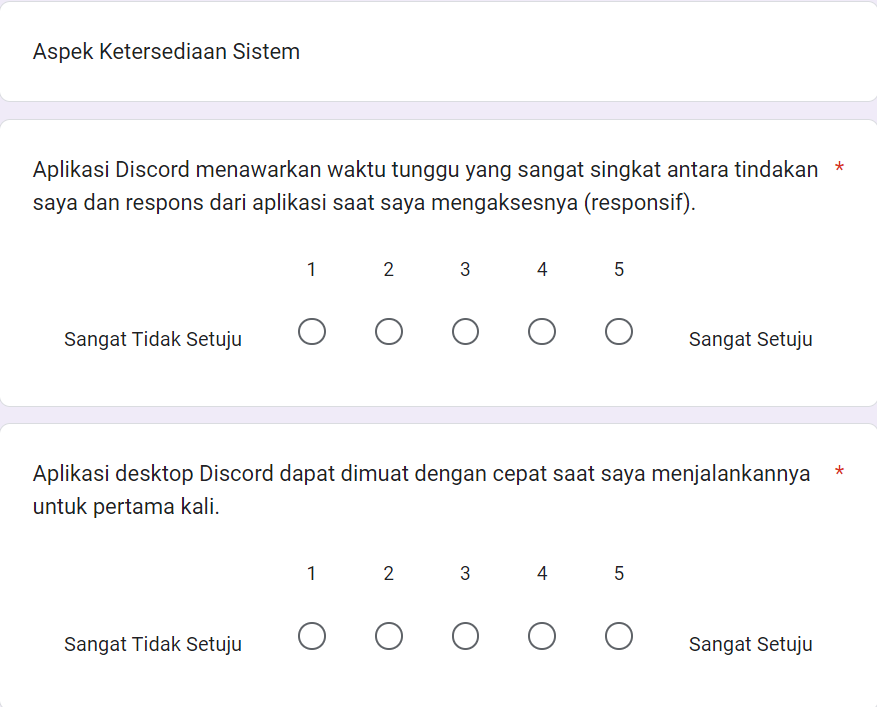 Aspek Ketersediaan Sistem
Aplikasi Discord menawarkan waktu tunggu yang sangat singkat antara tindakan *
saya dan respons dari aplikasi saat saya mengaksesnya (responsif).
1 2 3 4 5
Sangat Tidak Setuju Sangat Setuju
Aplikasi desktop Discord dapat dimuat dengan cepat saat saya menjalankannya *
untuk pertama kali.
1 2 3 4 5
Sangat Tidak Setuju Sangat Setuju